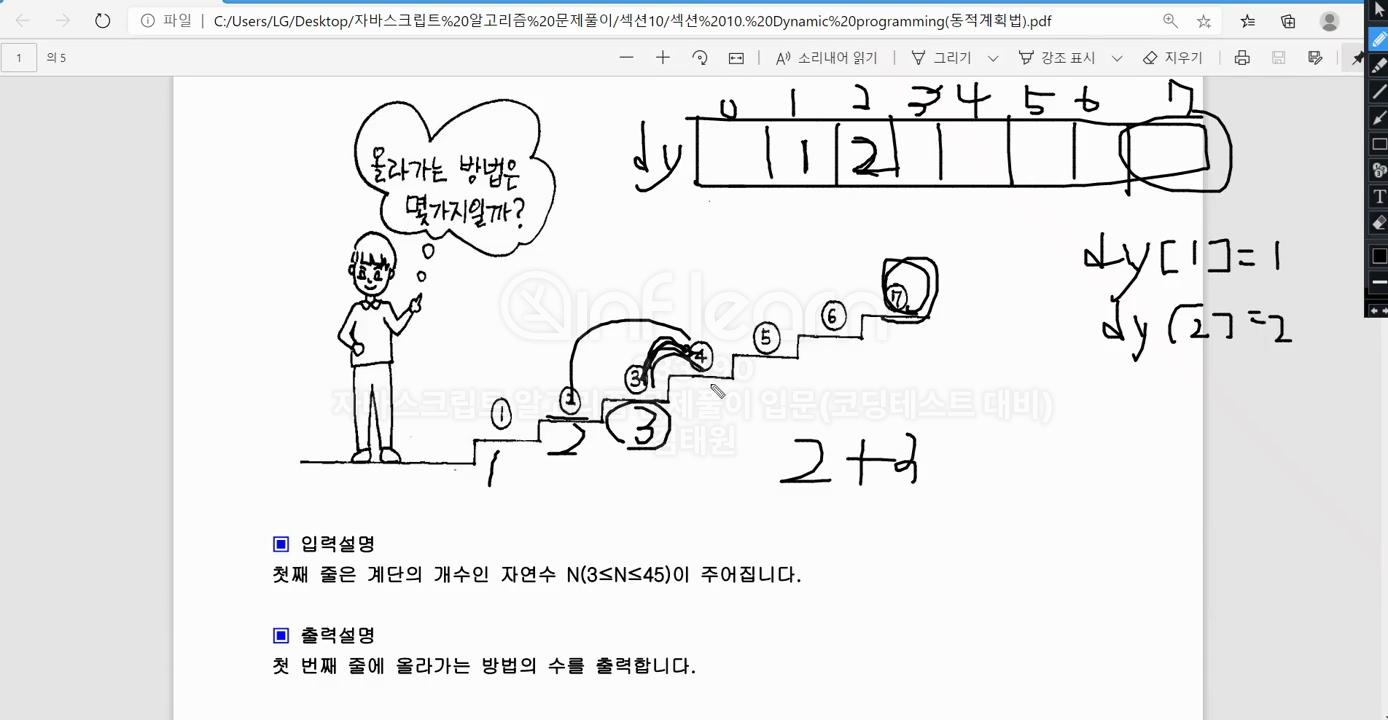 파일 C:/Users/LG/Desktop/자바스크립트%20알고리즘%20문제풀이/섹션10/섹션%2010.%20Dynamic%20programming(동적계획법).pdf
1 의 5 소리내어 읽기 그리기 강조 표시 지우기
0 1 2 3 4 5 6 7
dy 1 2
올라가는 방법은
몇가지일까?
dy[1]=1
dy[2]=2
inflearn
7
6
5
4
3
2
1
자바스크립트 알고리즘 문제풀이 입문(코딩테스트 대비)
김태원
1 2 3
2+
입력설명
첫째 줄은 계단의 개수인 자연수 N(3≤N≤45)이 주어집니다.
출력설명
첫 번째 줄에 올라가는 방법의 수를 출력합니다.